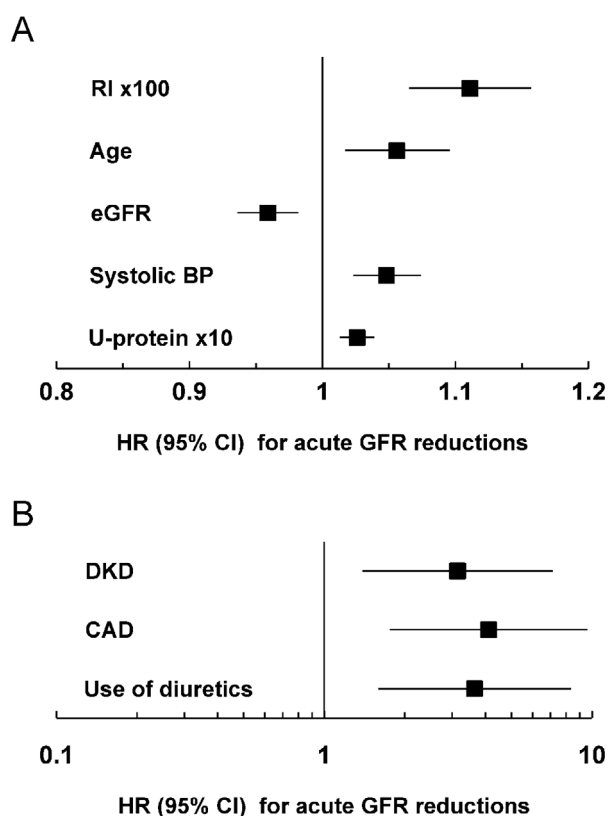 A
RI x100
Age
eGFR
Systolic BP
U-protein x10
0.8 0.9 1 1.1 1.2
HR (95% CI) for acute GFR reductions
B
DKD
CAD
Use of diuretics
0.1 1 10
HR (95% CI) for acute GFR reductions